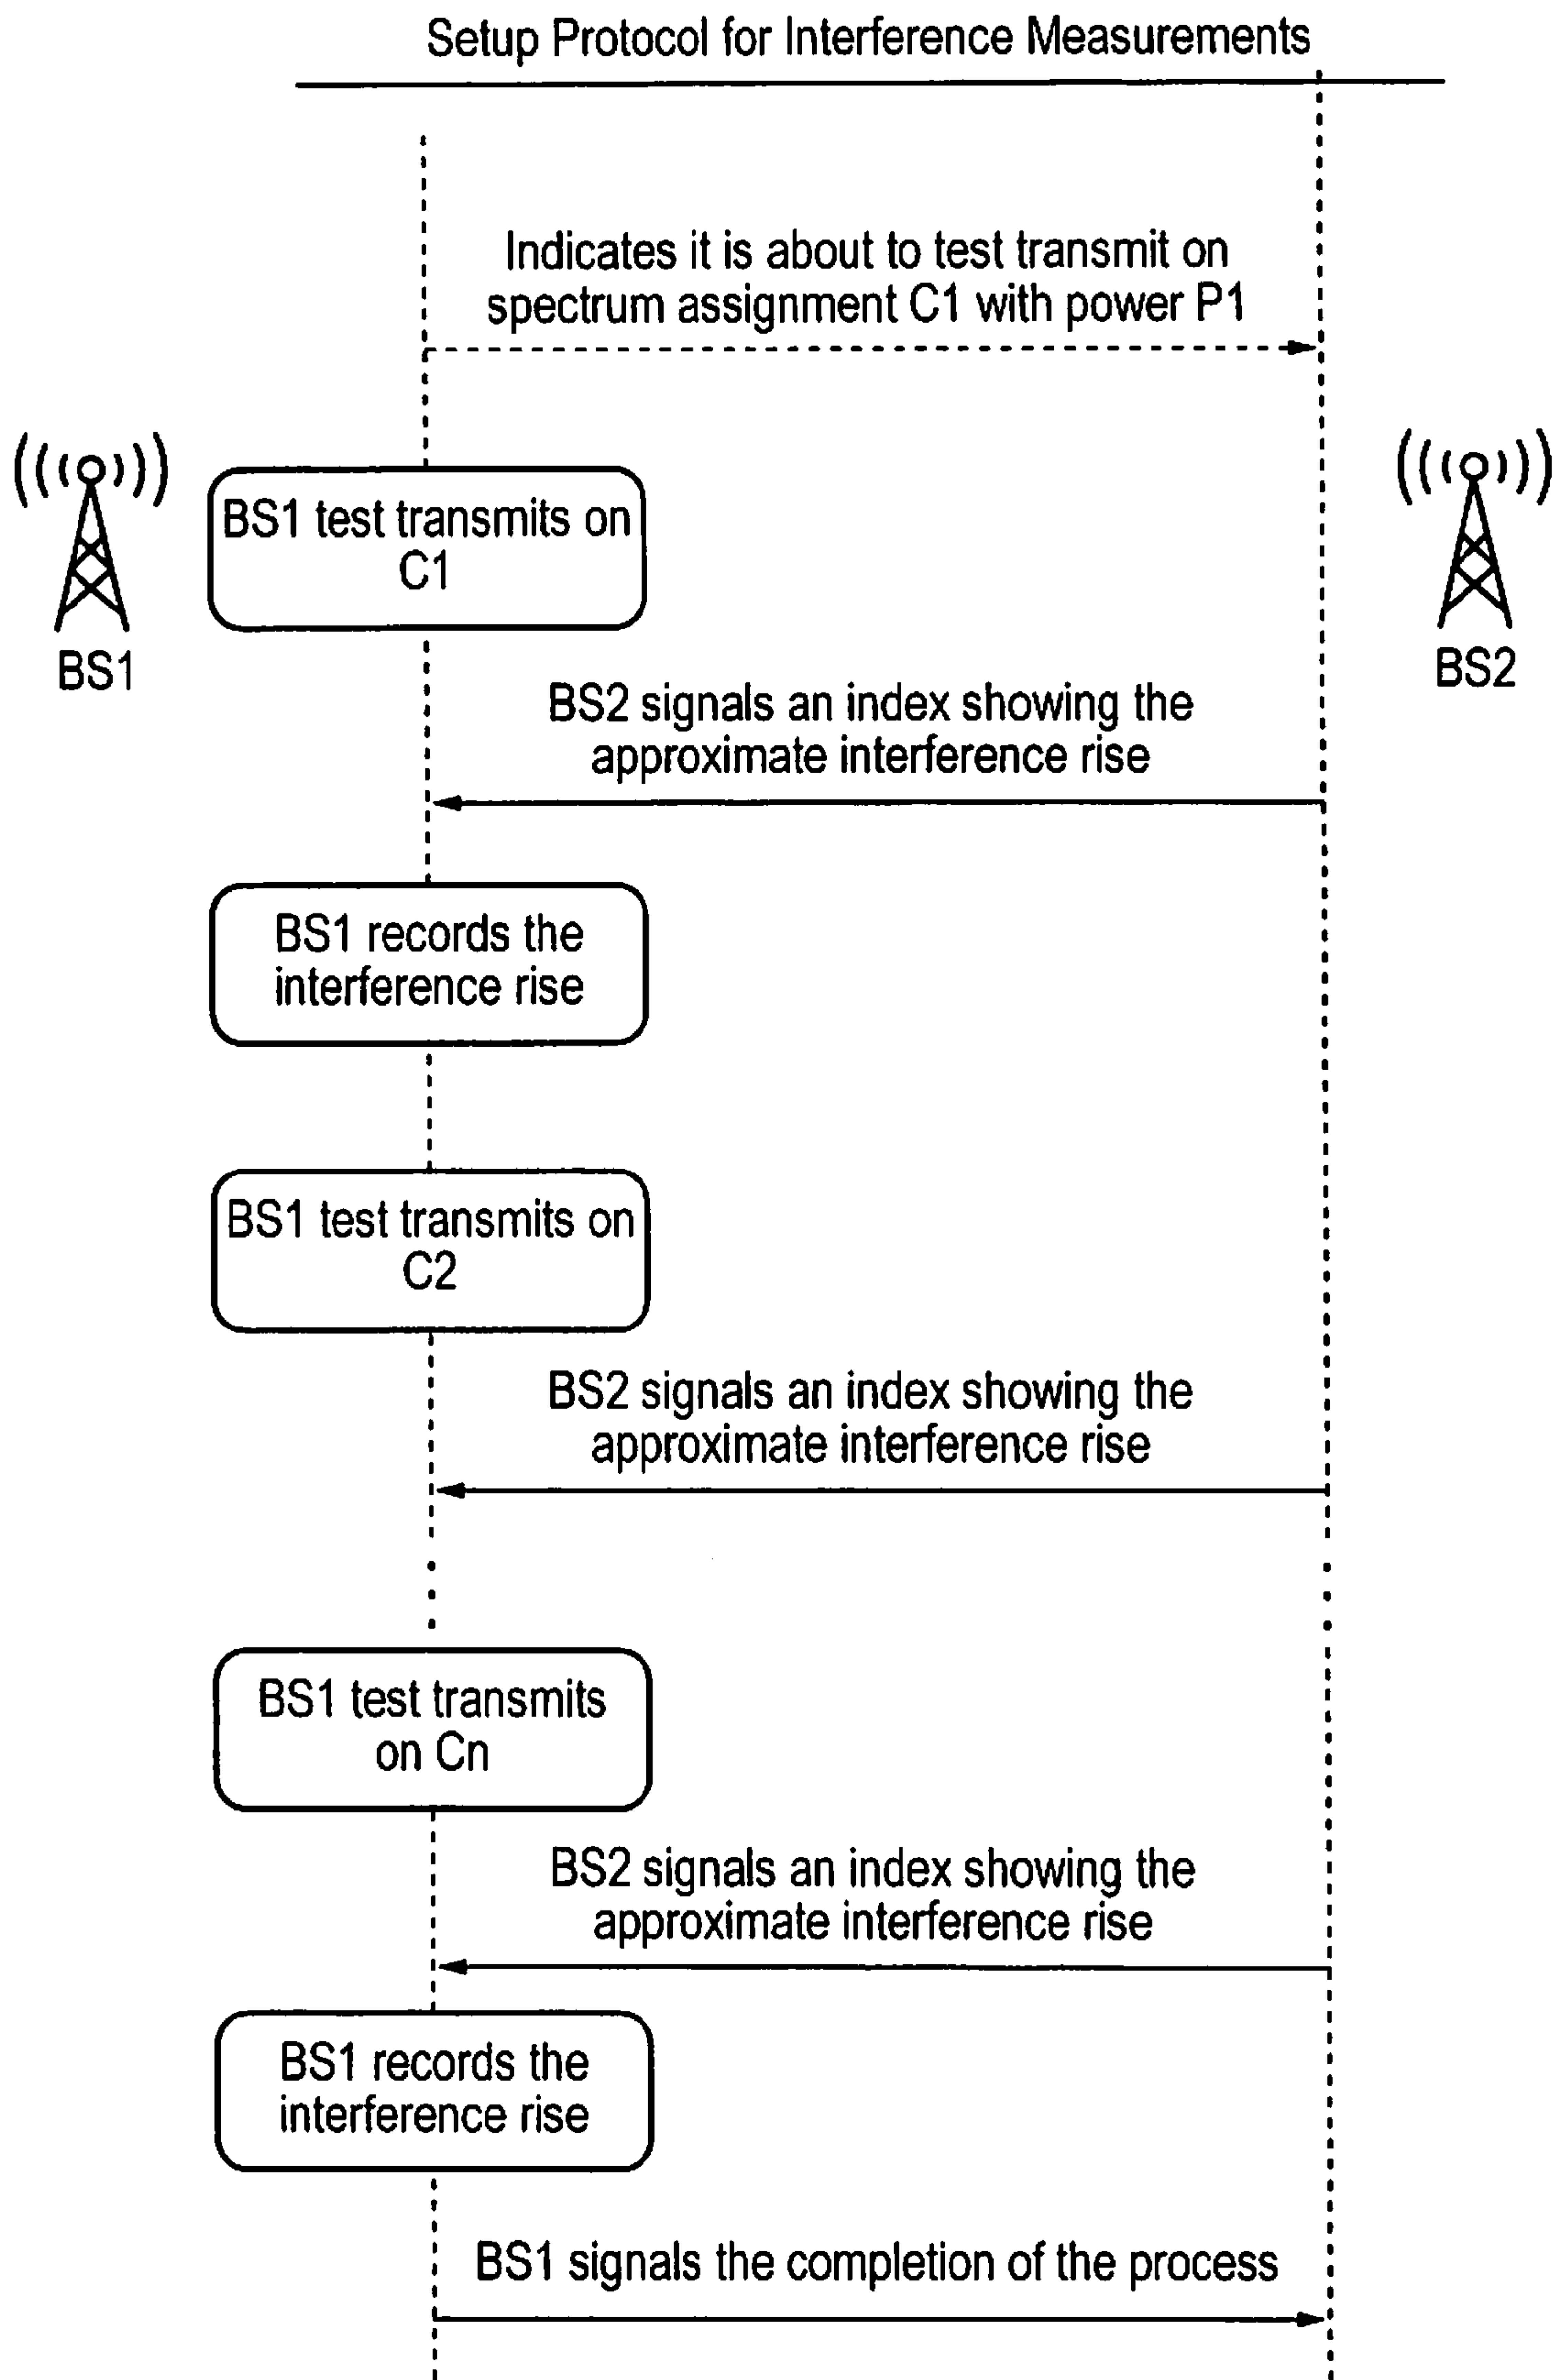 Setup Protocol for Interference Measurements
Indicates it is about to test transmit on
spectrum assignment C1 with power P1
BS1 test transmits on
C1
BS1
BS2
BS2 signals an index showing the
approximate interference rise
BS1 records the
interference rise
BS1 test transmits on
C2
BS2 signals an index showing the
approximate interference rise
BS1 test transmits
on Cn
BS2 signals an index showing the
approximate interference rise
BS1 records the
interference rise
BS1 signals the completion of the process